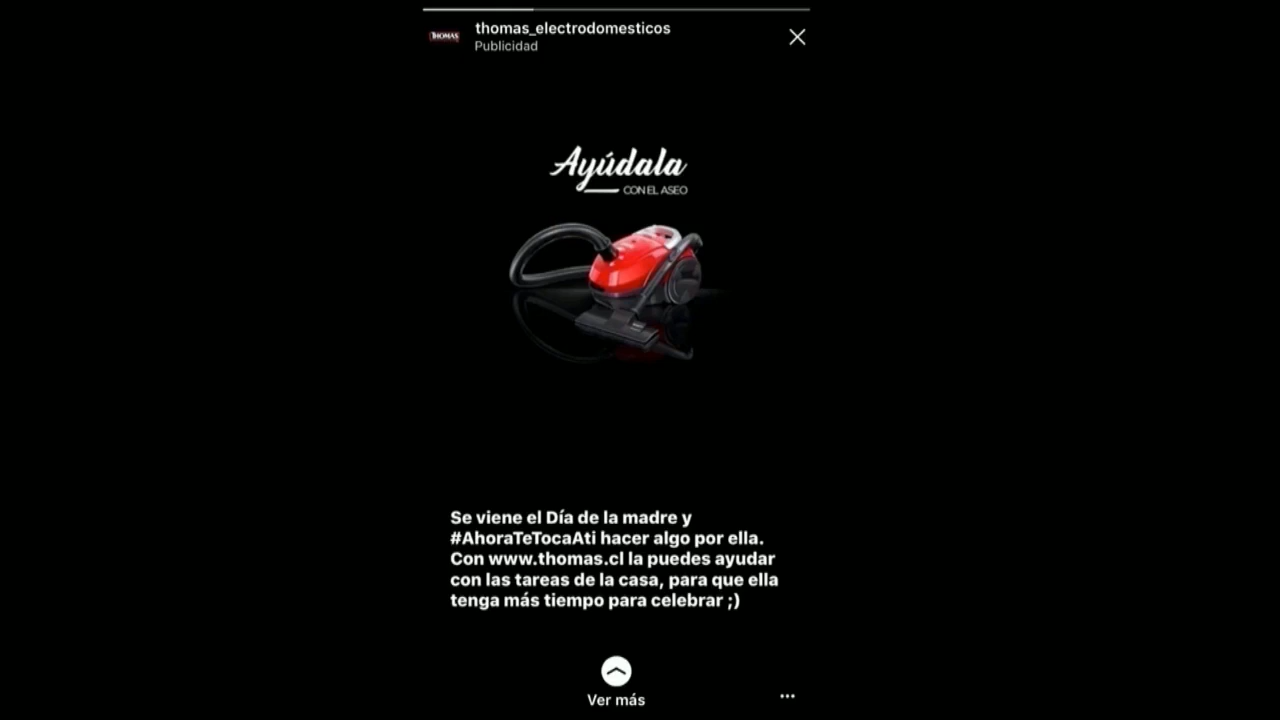 THOMAS
thomas_electrodomesticos
Publicidad
Ayúdala
CON EL ASEO
Se viene el Día de la madre y
#AhoraTeTocaAti hacer algo por ella.
Con www.thomas.cl la puedes ayudar
con las tareas de la casa, para que ella
tenga más tiempo para celebrar ;)
Ver más